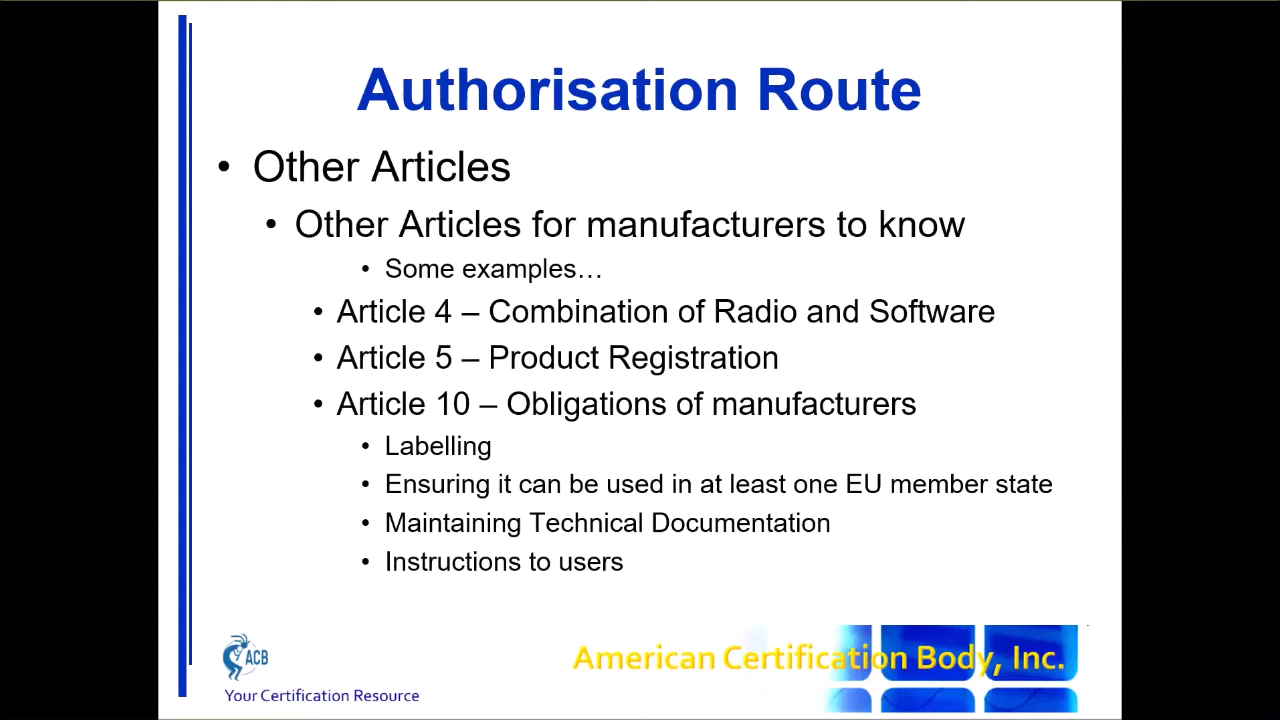 Authorisation Route
• Other Articles
• Other Articles for manufacturers to know
• Some examples…
• Article 4 – Combination of Radio and Software
• Article 5 – Product Registration
• Article 10 – Obligations of manufacturers
• Labelling
• Ensuring it can be used in at least one EU member state
• Maintaining Technical Documentation
• Instructions to users
ACB
American Certification Body, Inc.
Your Certification Resource